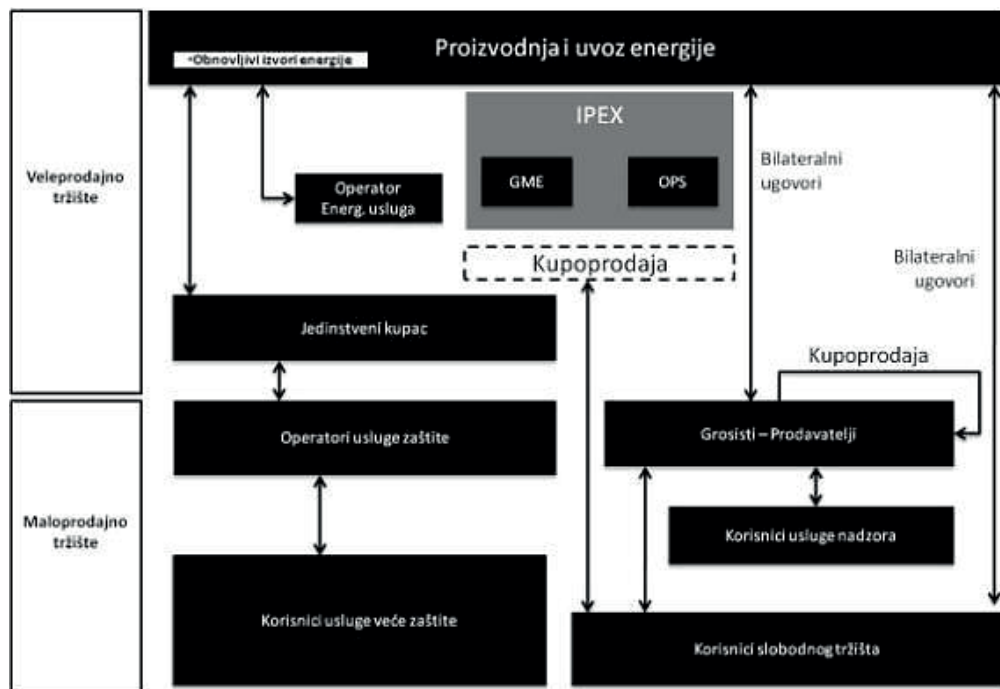 Proizvodnja i uvoz energije
•Obnovljivi izvori energije
IPEX
GME
OPS
Veleprodajno
tržište
Operator
Energ. usluga
Bilateralni
ugovori
Kupoprodaja
Bilateralni
ugovori
Jedinstveni kupac
Kupoprodaja
Operatori usluge zaštite
Grosisti – Prodavatelji
Maloprodajno
tržište
Korisnici usluge nadzora
Korisnici usluge veće zaštite
Korisnici slobodnog tržišta